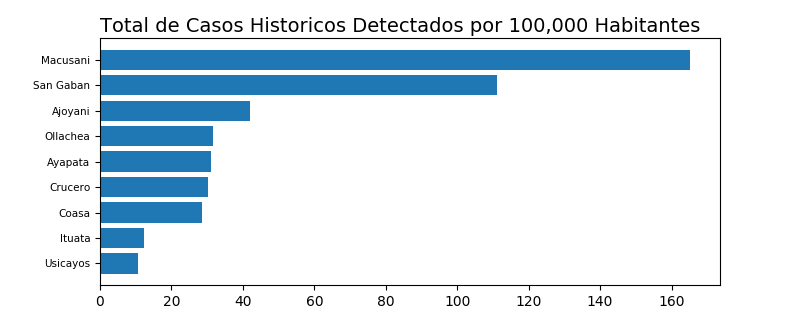 Total de Casos Historicos Detectados por 100,000 Habitantes
Macusani
San Gaban
Ajoyani
Ollachea
Ayapata
Crucero
Coasa
Ituata
Usicayos
0 20 40 60 80 100 120 140 160